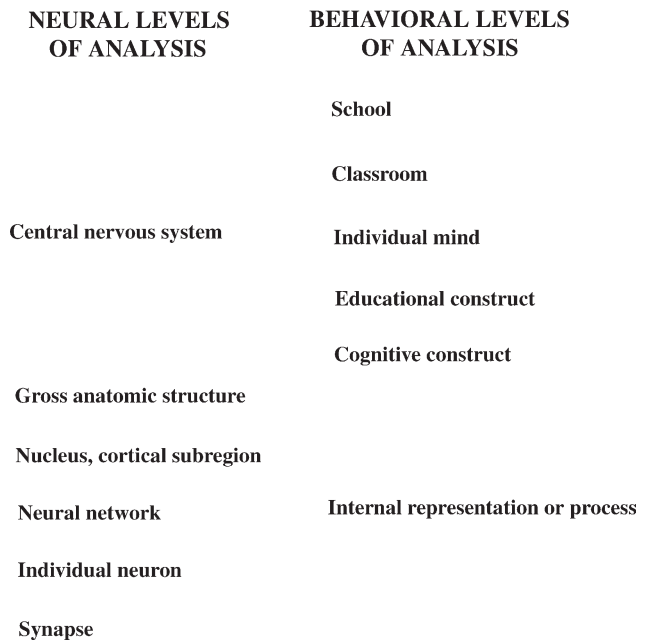 NEURAL LEVELS
OF ANALYSIS
BEHAVIORAL LEVELS
OF ANALYSIS
School
Classroom
Central nervous system
Individual mind
Educational construct
Cognitive construct
Gross anatomic structure
Nucleus, cortical subregion
Neural network
Internal representation or process
Individual neuron
Synapse